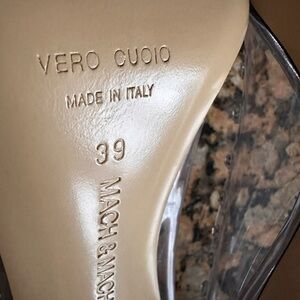 VERO CUOIO
MADE IN ITALY
39
MACH & MACH